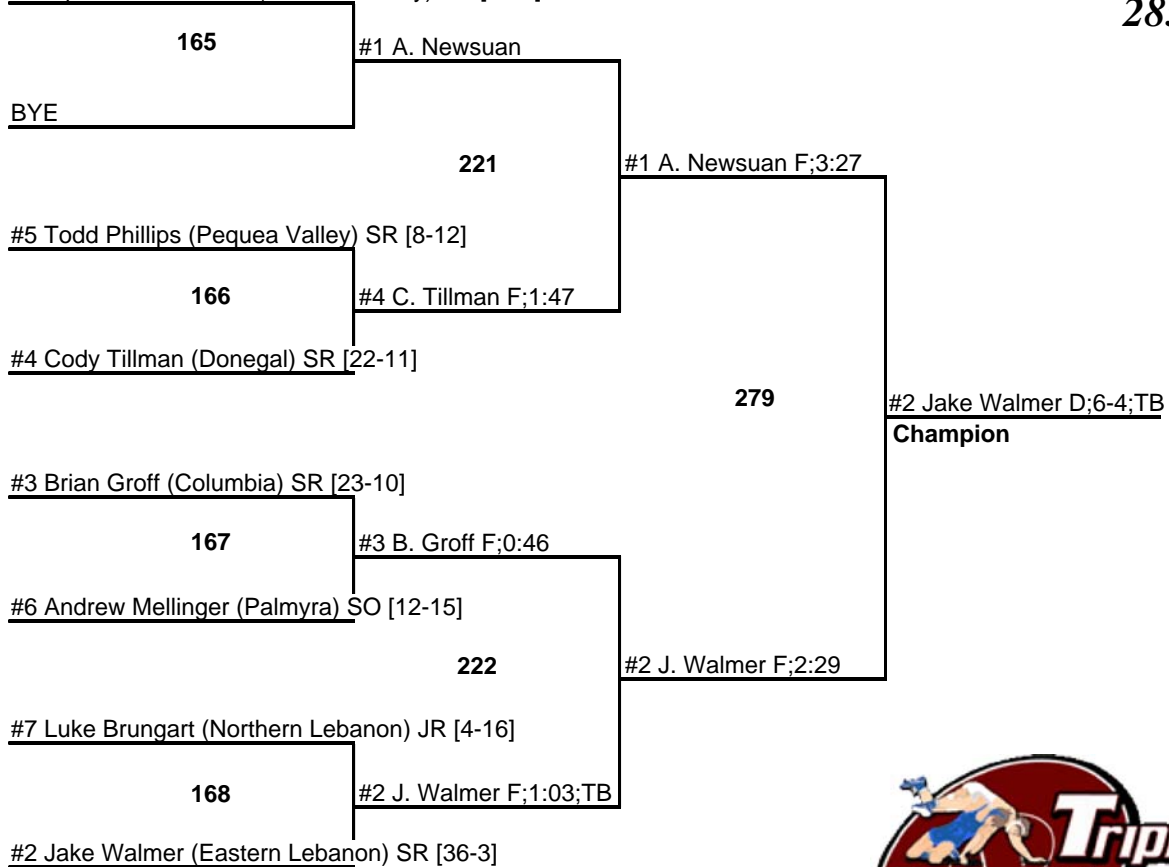 28
165
#1 A. Newsuan
BYE
221
#1 A. Newsuan F;3:27
#5 Todd Phillips (Pequea Valley) SR [8-12]
166
#4 C. Tillman F;1:47
#4 Cody Tillman (Donegal) SR [22-11]
279
#2 Jake Walmer D;6-4;TB
Champion
#3 Brian Groff (Columbia) SR [23-10]
167
#3 B. Groff F;0:46
#6 Andrew Mellinger (Palmyra) SO [12-15]
222
#2 J. Walmer F;2:29
#7 Luke Brungart (Northern Lebanon) JR [4-16]
168
#2 J. Walmer F;1:03;TB
#2 Jake Walmer (Eastern Lebanon) SR [36-3]
Trip